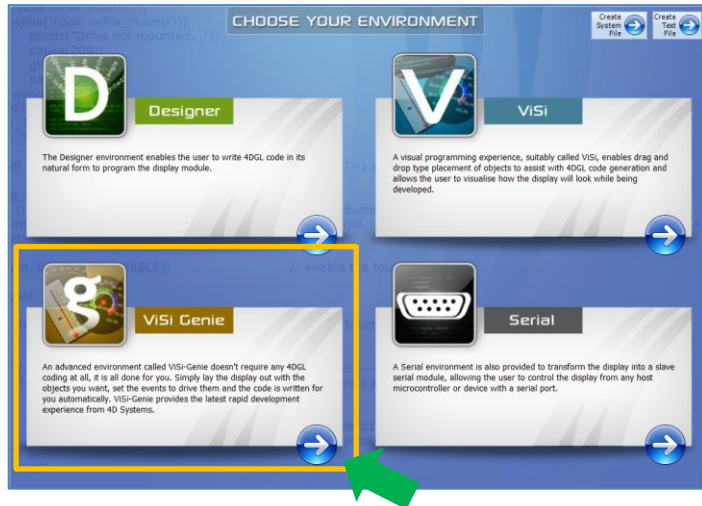 CHOOSE YOUR ENVIRONMENT
Create
System
File
Create
Text
File
Designer
The Designer environment enables the user to write 4DGL code in its
natural form to program the display module.
ViSi
A visual programming experience, suitably called ViSi, enables drag and
drop type placement of objects to assist with 4DGL code generation and
allows the user to visualise how the display will look while being
developed.
ViSi Genie
An advanced environment called ViSi-Genie doesn't require any 4DGL
coding at all, it is all done for you. Simply lay the display out with the
objects you want, set the events to drive them and the code is written for
you automatically. ViSi-Genie provides the latest rapid development
experience from 4D Systems.
Serial
A Serial environment is also provided to transform the display into a slave
serial module, allowing the user to control the display from any host
microcontroller or device with a serial port.